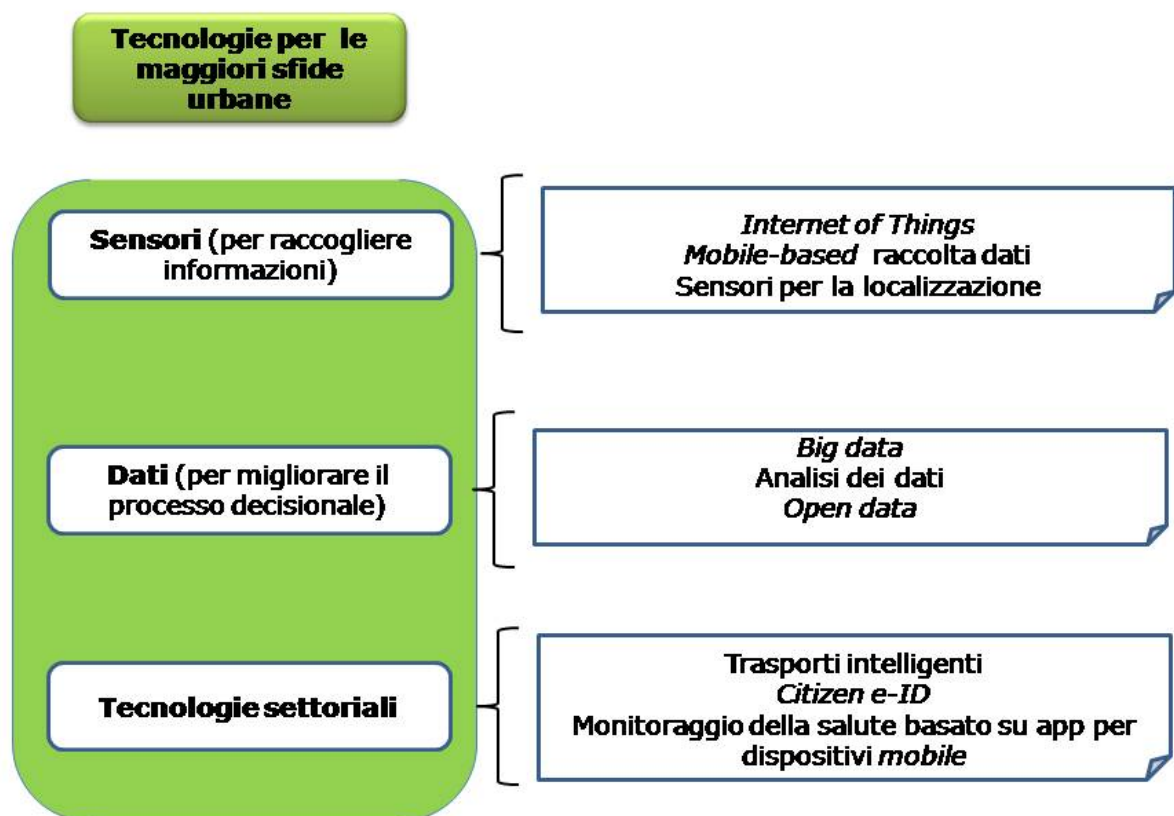 Tecnologie per le
maggiori sfide
urbane
Sensori (per raccogliere
informazioni)
Internet of Things
Mobile-based raccolta dati
Sensori per la localizzazione
Dati (per migliorare il
processo decisionale)
Big data
Analisi dei dati
Open data
Tecnologie settoriali
Trasporti intelligenti
Citizen e-ID
Monitoraggio della salute basato su app per
dispositivi mobile